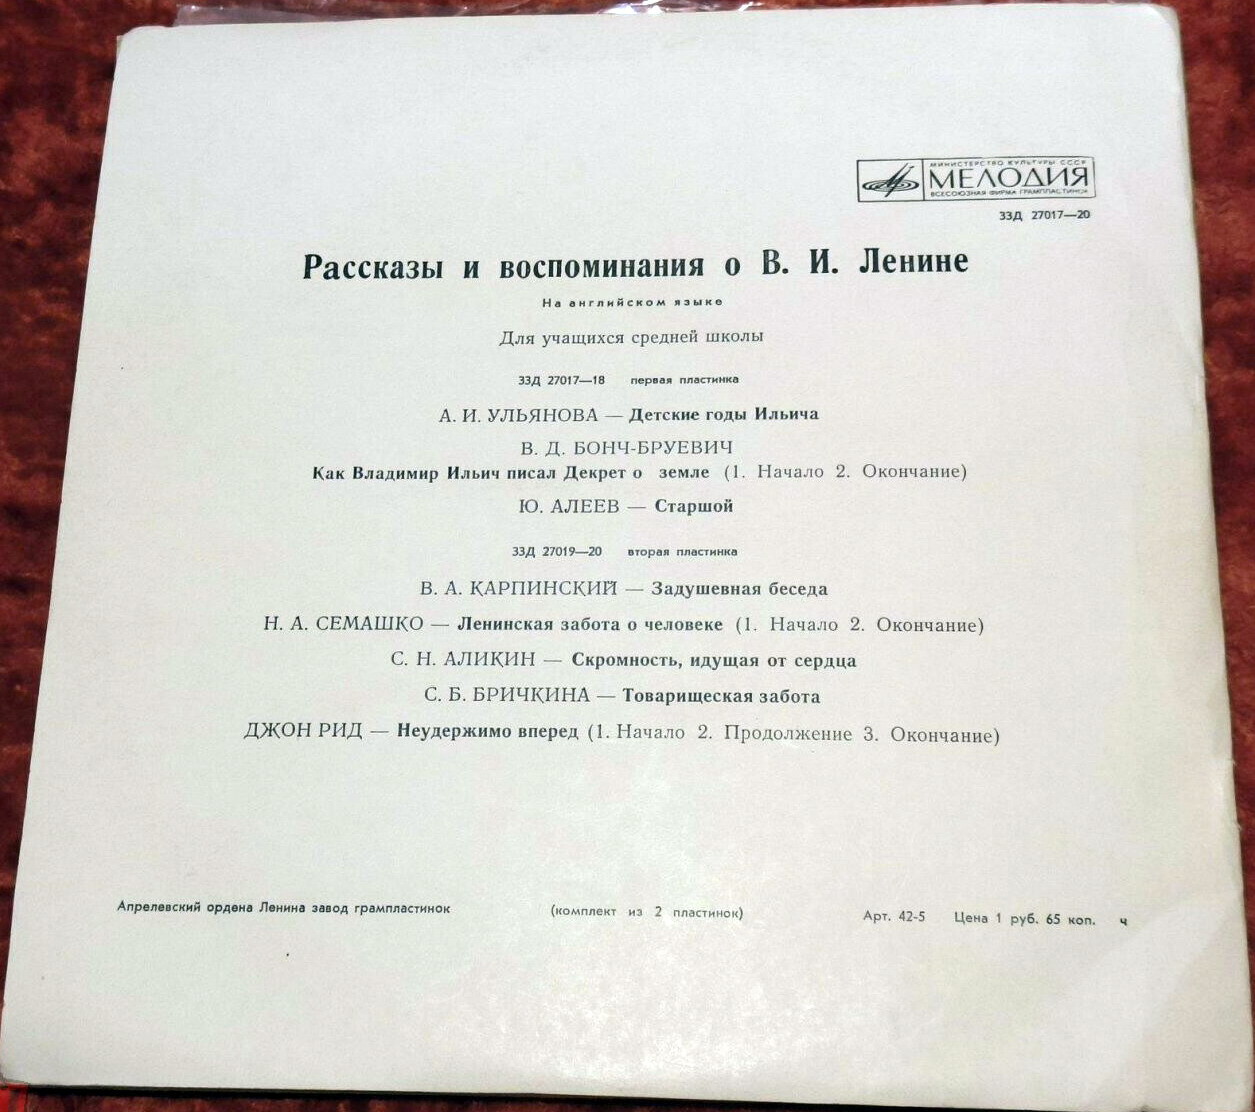 МИНИСТЕРСТВО КУЛЬТУРЫ СССР
МЕЛОДИЯ
ВСЕСОЮЗНАЯ ФИРМА ГРАМПЛАСТИНОК
33Д 27017—20
Рассказы и воспоминания о В. И. Ленине
На английском языке
Для учащихся средней школы
33Д 27017—18 первая пластинка
А. И. УЛЬЯНОВА — Детские годы Ильича
В. Д. БОНЧ-БРУЕВИЧ
Как Владимир Ильич писал Декрет о земле (1. Начало 2. Окончание)
Ю. АЛЕЕВ — Старшой
33Д 27019—20 вторая пластинка
В. А. КАРПИНСКИЙ — Задушевная беседа
Н. А. СЕМАШКО — Ленинская забота о человеке (1. Начало 2. Окончание)
С. Н. АЛИКИН — Скромность, идущая от сердца
С. Б. БРИЧКИНА — Товарищеская забота
ДЖОН РИД — Неудержимо вперед (1. Начало 2. Продолжение 3. Окончание)
Апрелевский ордена Ленина завод грампластинок (комплект из 2 пластинок) Арт. 42-5 Цена 1 руб. 65 коп. ч